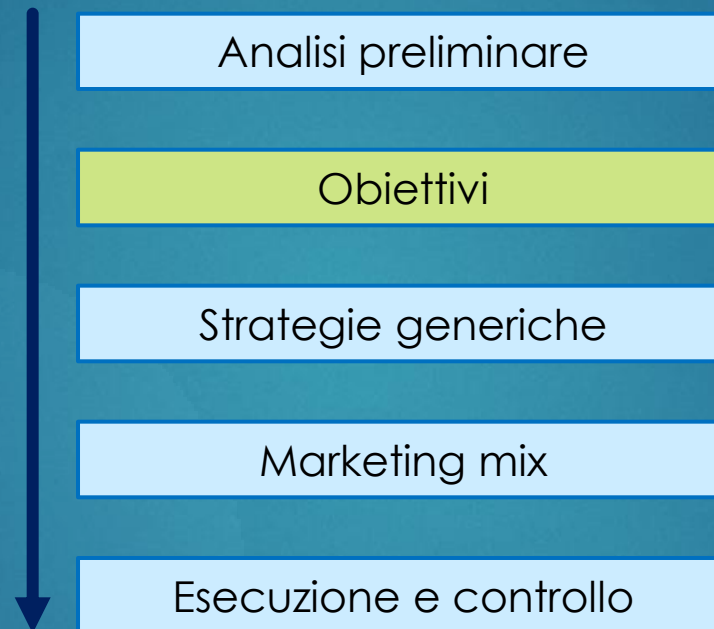 Analisi preliminare
Obiettivi
Strategie generiche
Marketing mix
Esecuzione e controllo